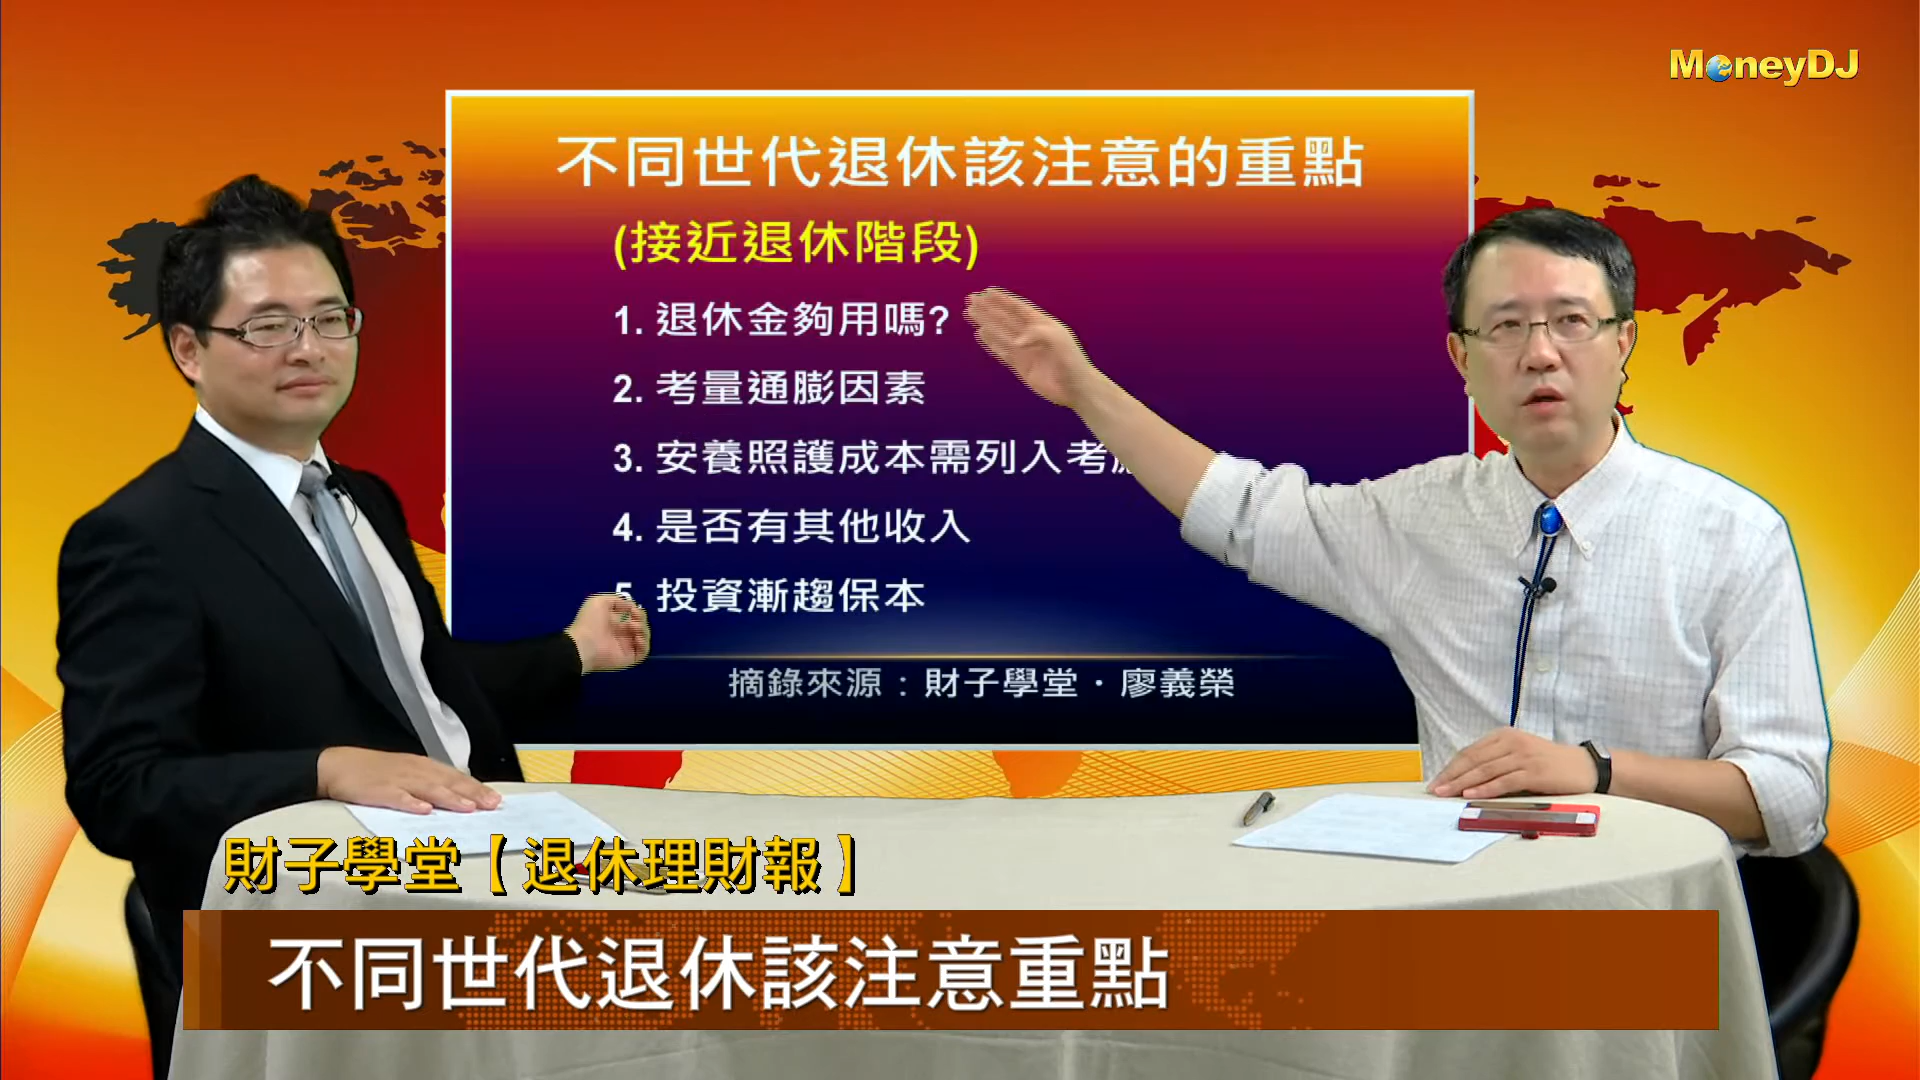 MoneyDJ
不同世代退休該注意的重點
(接近退休階段)
1. 退休金夠用嗎?
2. 考量通膨因素
3. 安養照護成本需列入考
4. 是否有其他收入
5. 投資漸趨保本
摘錄來源：財子學堂・廖義榮
財子學堂【退休理財報】
不同世代退休該注意重點